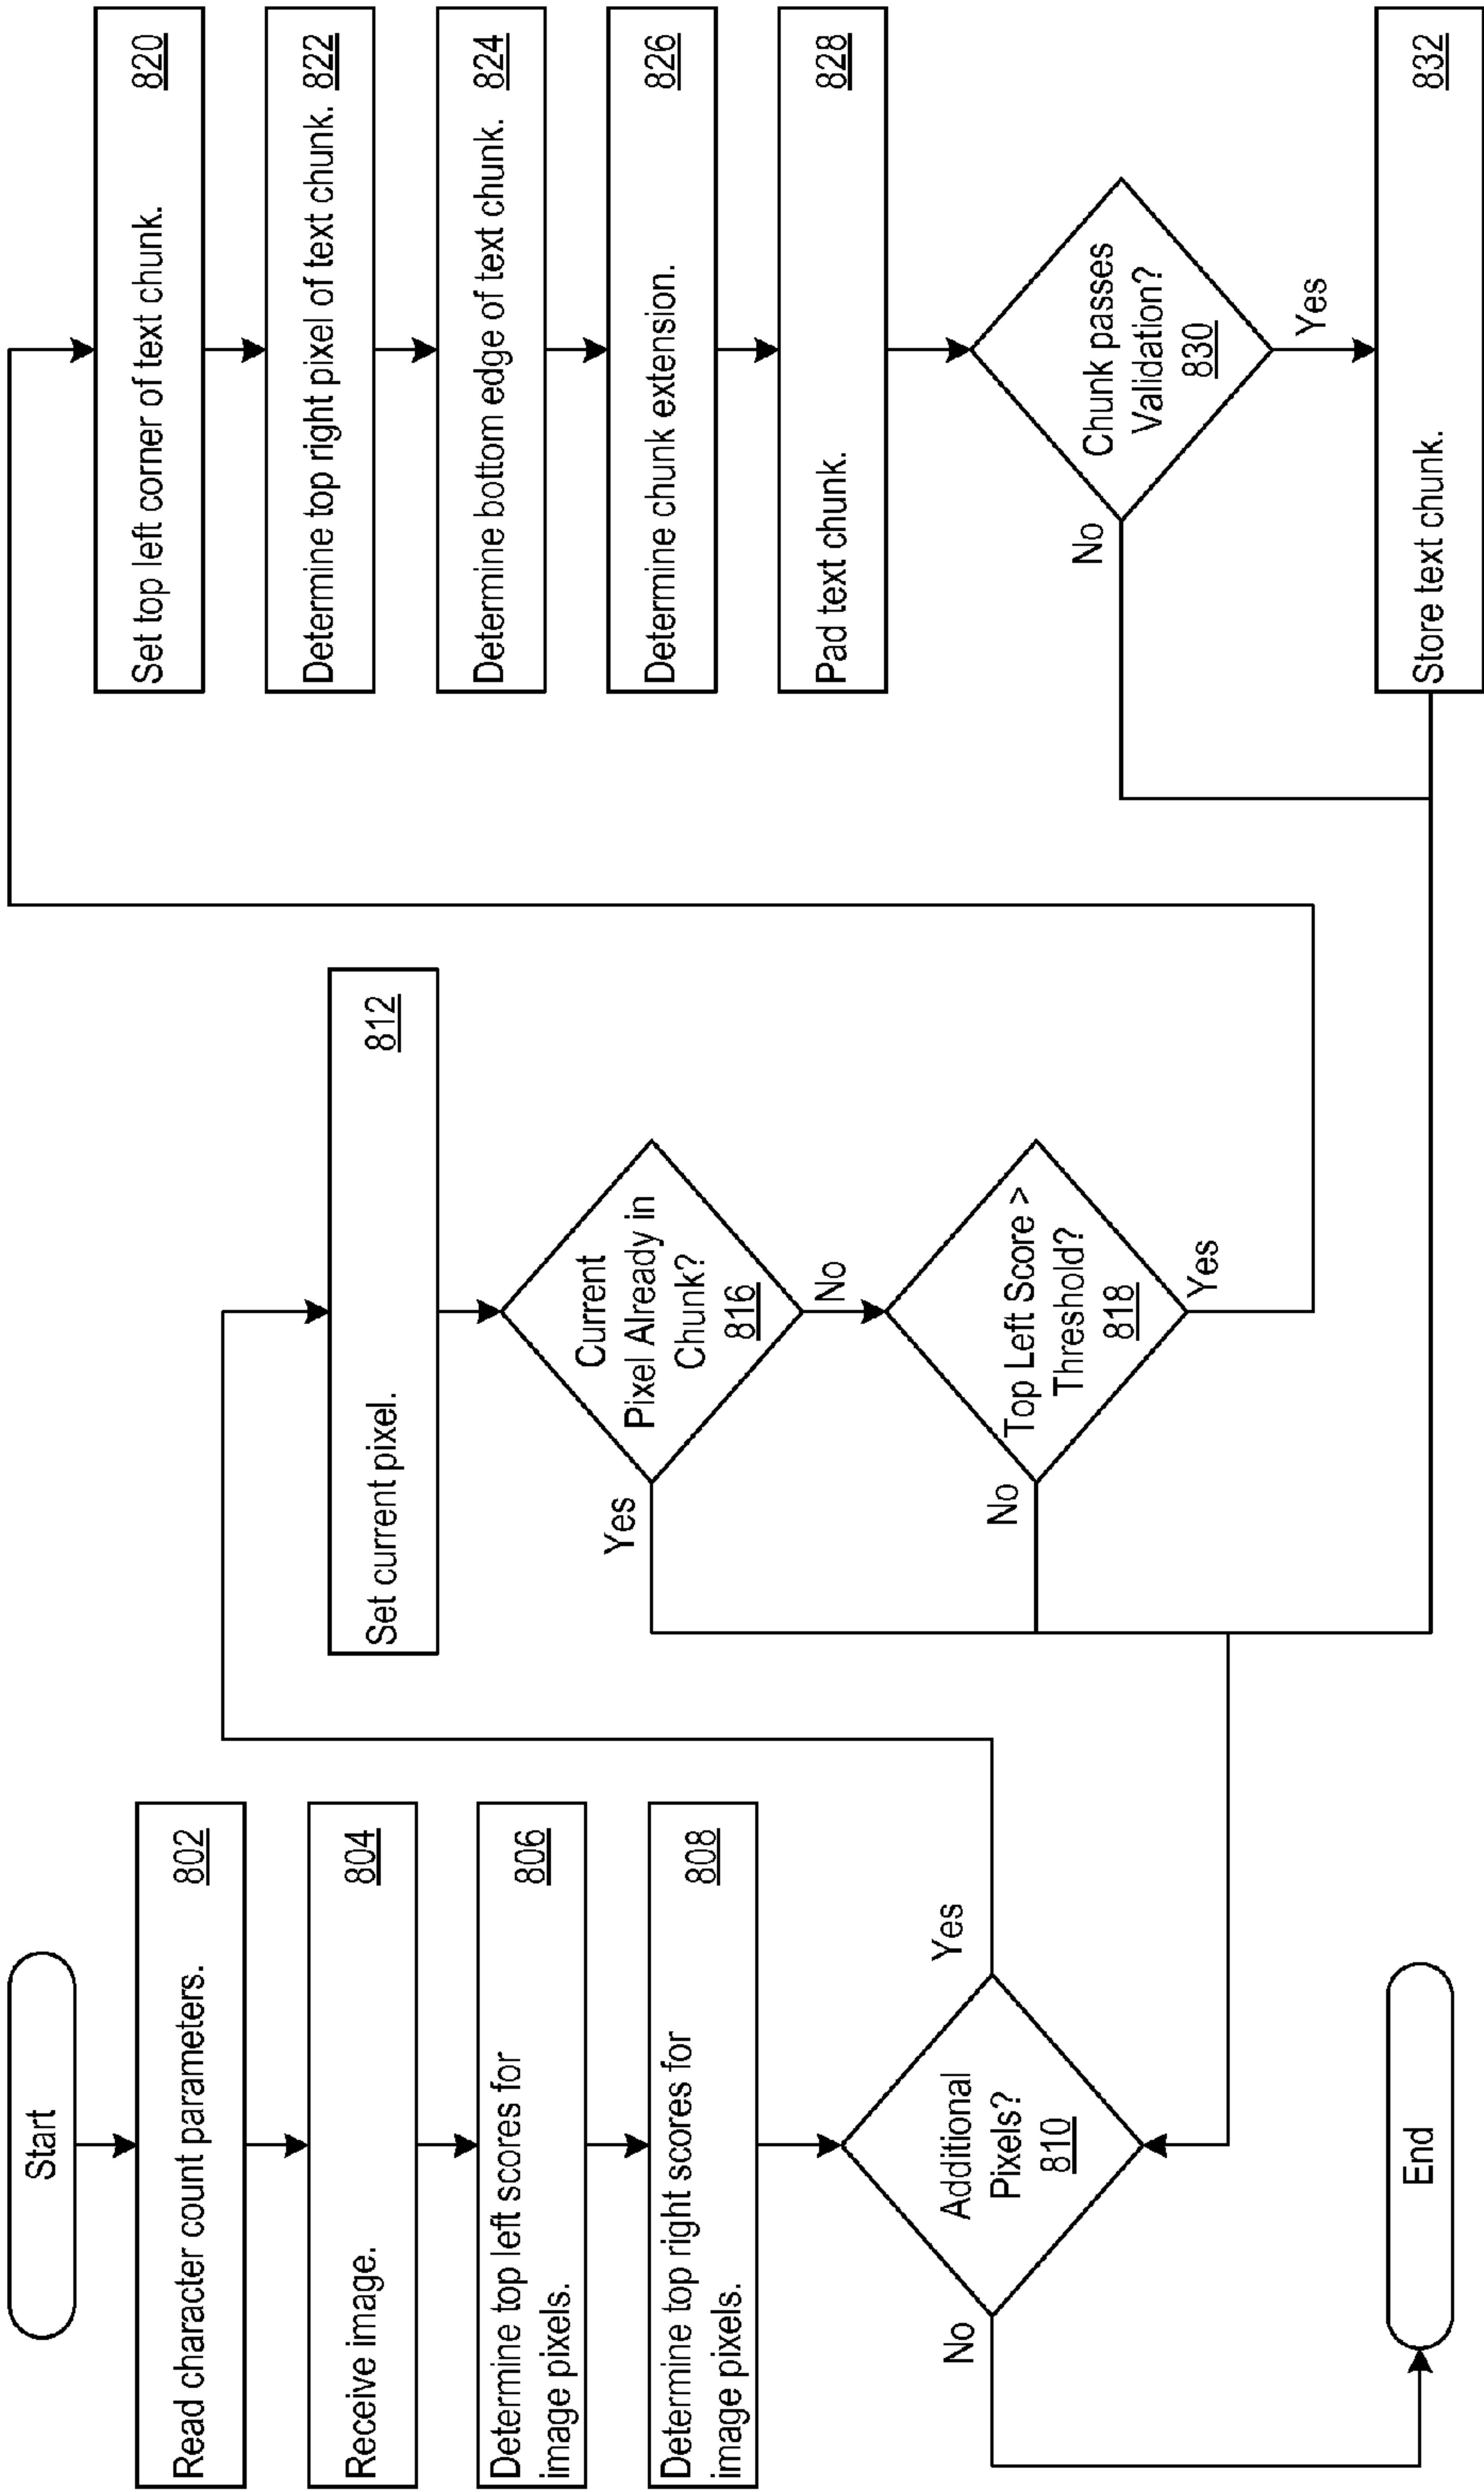 Start
Read character count parameters.
802
Receive image.
804
Determine top left scores for
image pixels.
806
Determine top right scores for
image pixels.
808
Additional
Pixels?
810
Yes
No
End
Set current pixel.
812
Current
Pixel Already in
Chunk?
816
Yes
No
Top Left Score >
Threshold?
818
No
Yes
Set top left corner of text chunk.
820
Determine top right pixel of text chunk. 822
Determine bottom edge of text chunk. 824
Determine chunk extension.
826
Pad text chunk.
828
Chunk passes
Validation?
830
No
Yes
Store text chunk.
832